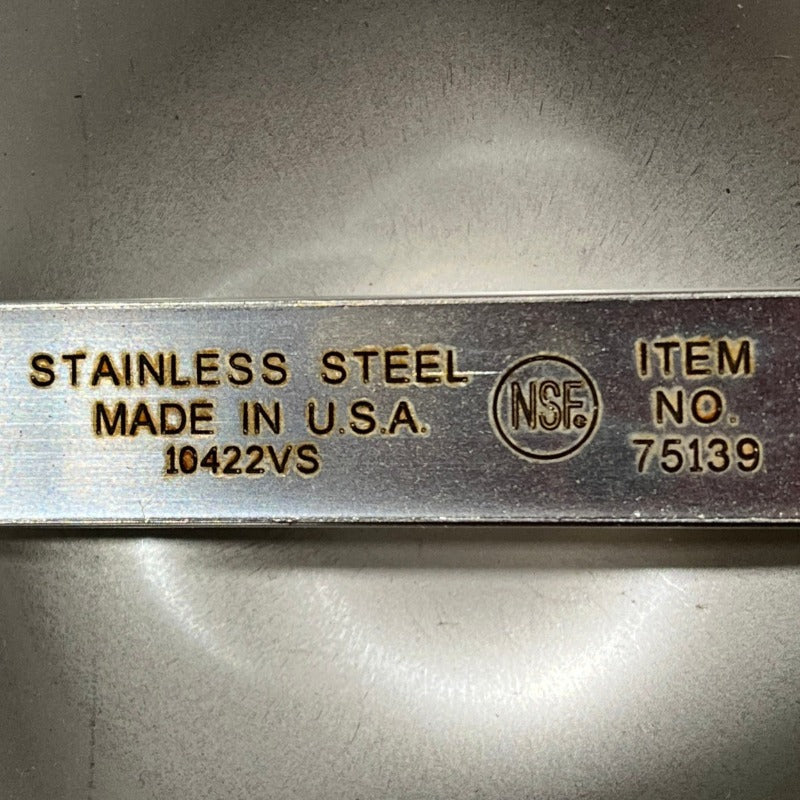 STAINLESS STEEL
MADE IN U.S.A.
10422VS
NSF®
ITEM
NO.
75139